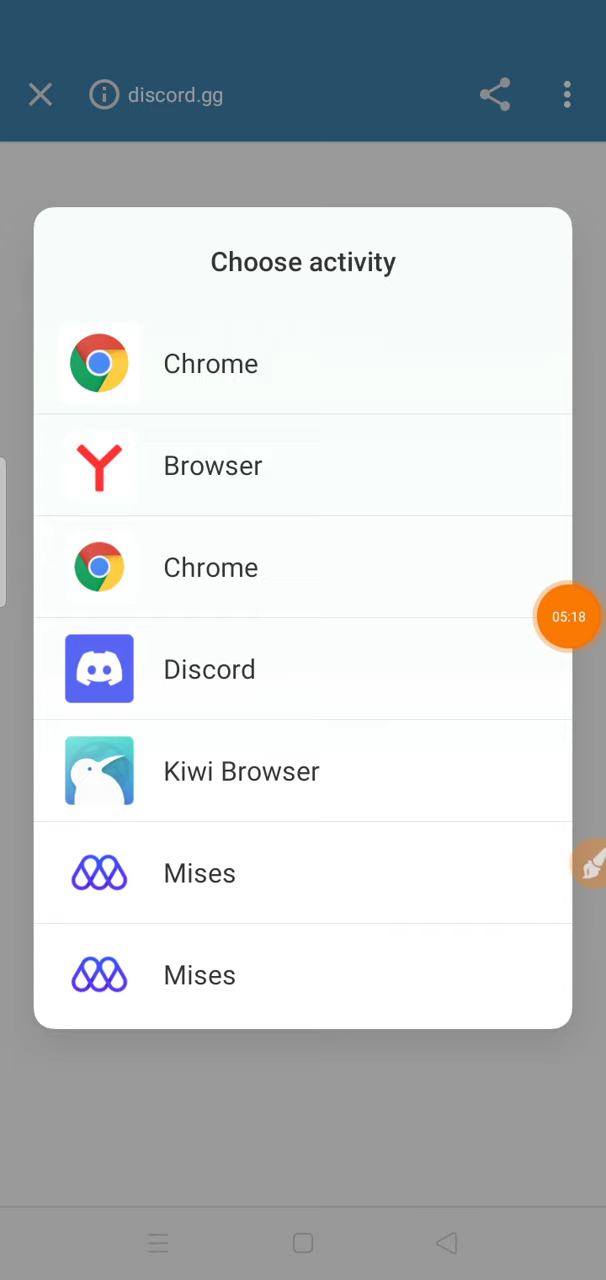 discord.gg
Choose activity
Chrome
Browser
Chrome
05:18
Discord
Kiwi Browser
Mises
Mises